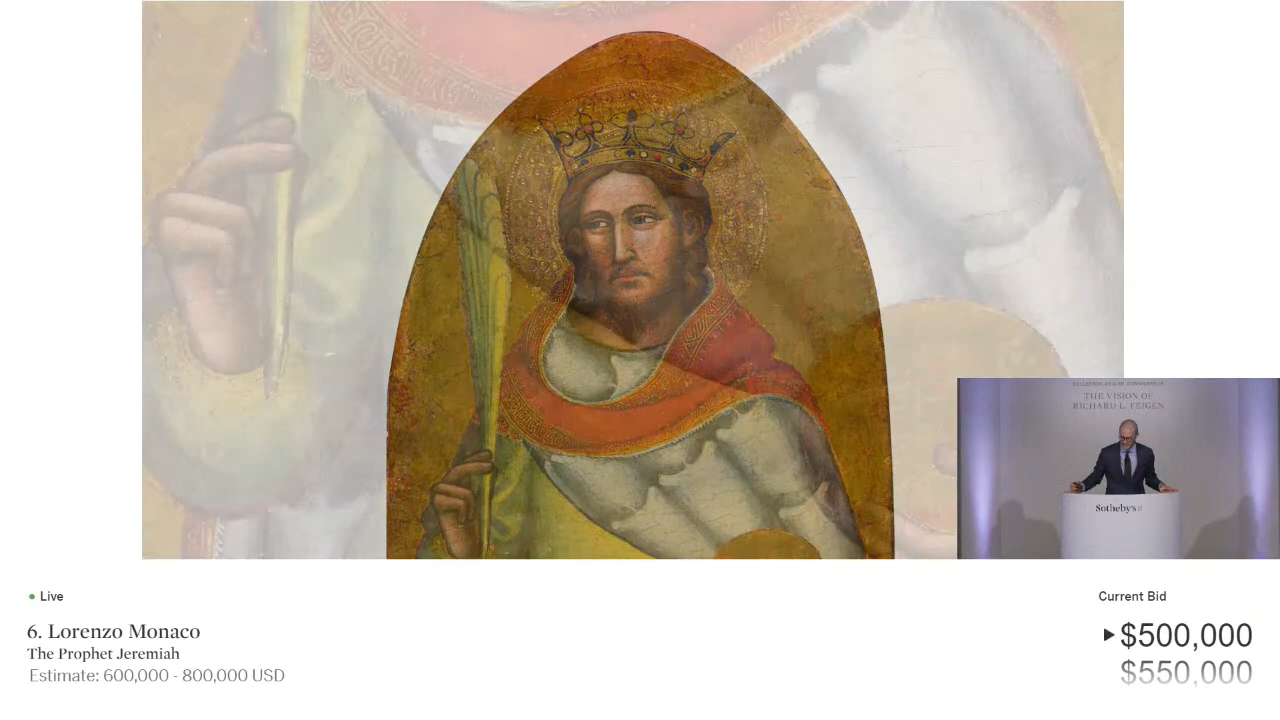 THE VISION OF
RICHARD L. FEIGEN
Sotheby's
Live
Current Bid
6. Lorenzo Monaco
$500,000
The Prophet Jeremiah
$550,000
Estimate: 600,000 - 800,000 USD